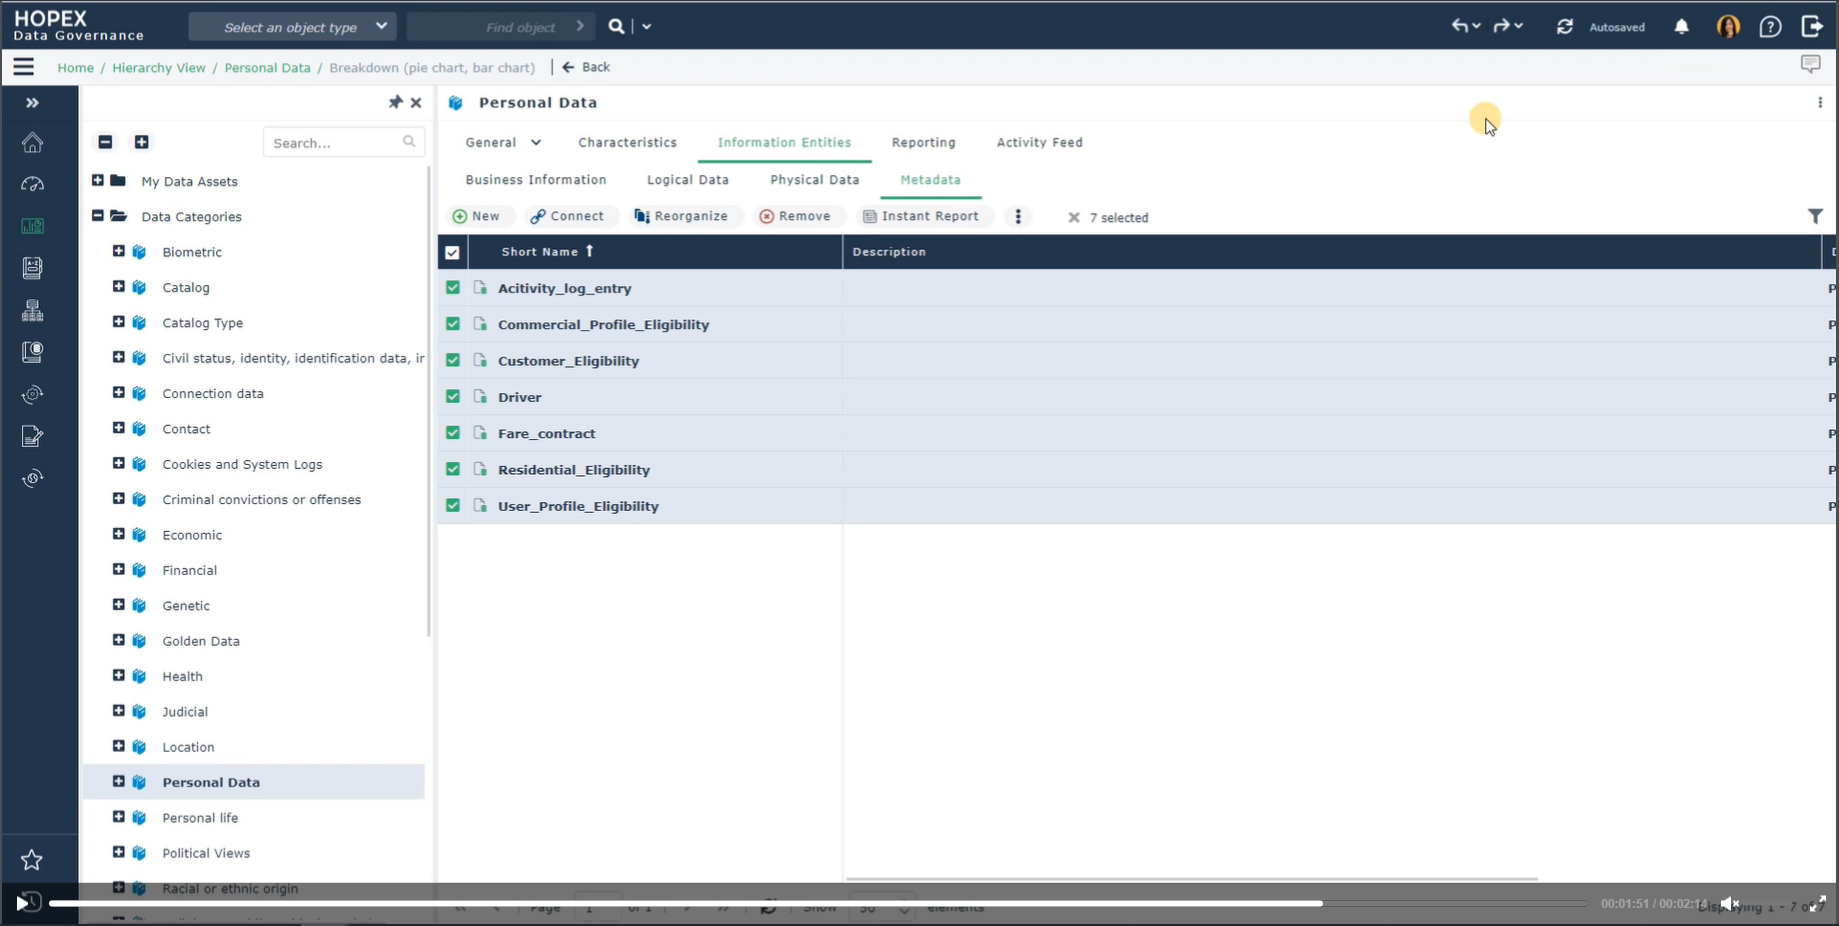 HOPEX
Data Governance
Select an object type
Find object
Autosaved
Home / Hierarchy View / Personal Data / Breakdown (pie chart, bar chart) | Back
Personal Data
Search...
General
Characteristics
Information Entities
Reporting
Activity Feed
Business Information
Logical Data
Physical Data
Metadata
New
Connect
Reorganize
Remove
Instant Report
7 selected
My Data Assets
Data Categories
Biometric
Catalog
Catalog Type
Civil status, identity, identification data, ir
Connection data
Contact
Cookies and System Logs
Criminal convictions or offenses
Economic
Financial
Genetic
Golden Data
Health
Judicial
Location
Personal Data
Personal life
Political Views
Racial or ethnic origin
Short Name
Description
Acitivity_log_entry
Commercial_Profile_Eligibility
Customer_Eligibility
Driver
Fare_contract
Residential_Eligibility
User_Profile_Eligibility
Page 1 of 1
Show 50 elements
00:01:51 / 00:02:14
Displaying 1 - 7 of 7